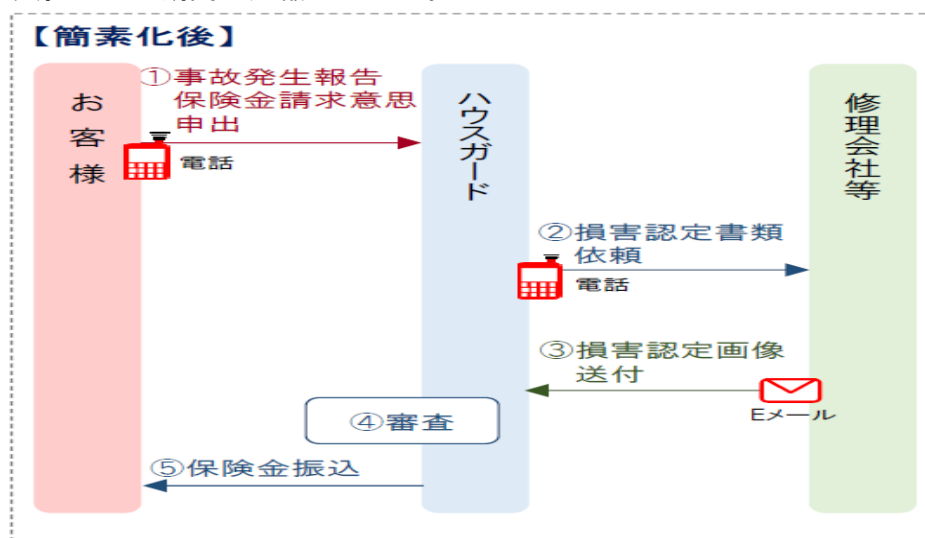 【簡素化後】
お客様
①事故発生報告
保険金請求意思
申出
電話
ハウスガード
修理会社等
②損害認定書類
依頼
電話
③損害認定画像
送付
Eメール
④審査
⑤保険金振込